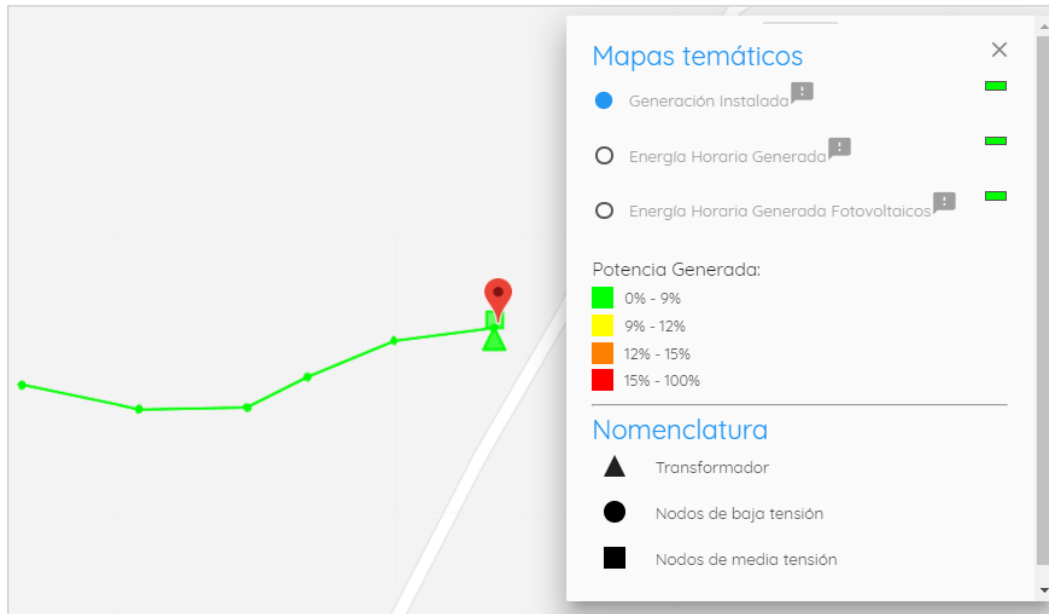 Mapas temáticos
Generación Instalada
Energía Horaria Generada
Energía Horaria Generada Fotovoltaicos
Potencia Generada:
0% - 9%
9% - 12%
12% - 15%
15% - 100%
Nomenclatura
Transformador
Nodos de baja tensión
Nodos de media tensión